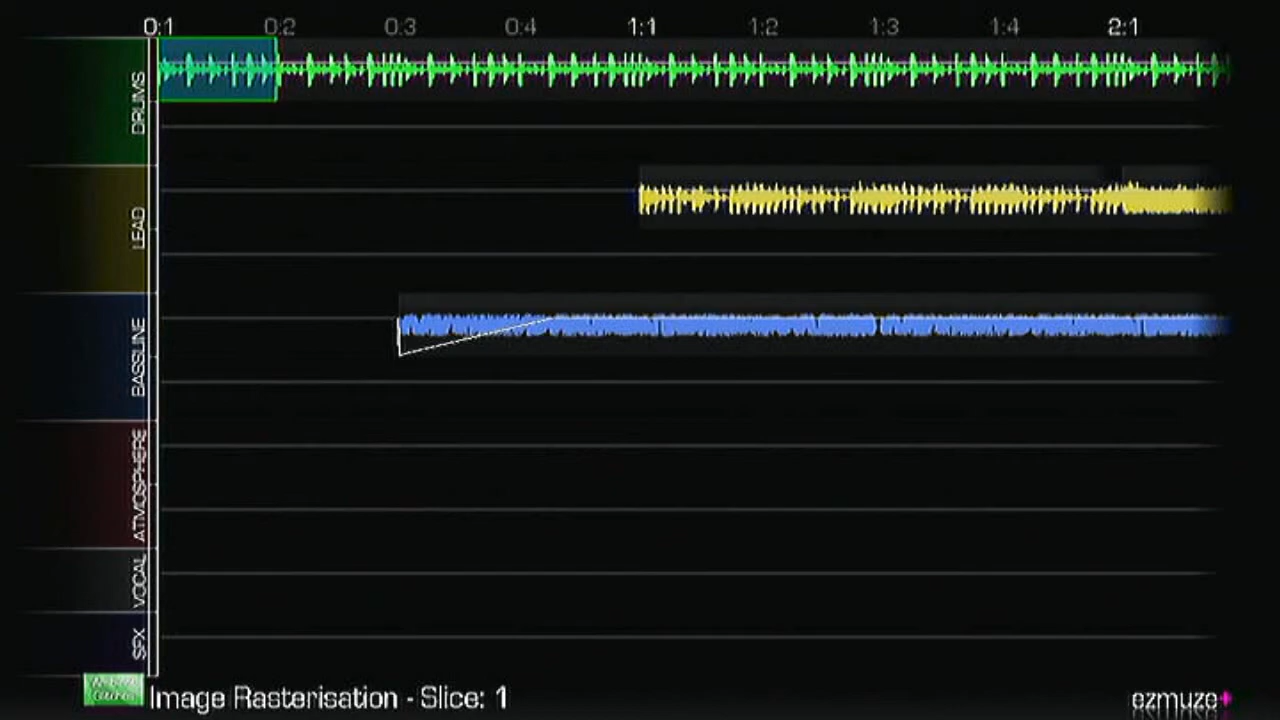 0:1 0:2 0:3 0:4 1:1 1:2 1:3 1:4 2:1
DRUMS
LEAD
BASSLINE
ATMOSPHERE
VOCAL
SFX
Image Rasterisation - Slice: 1
ezmuze+